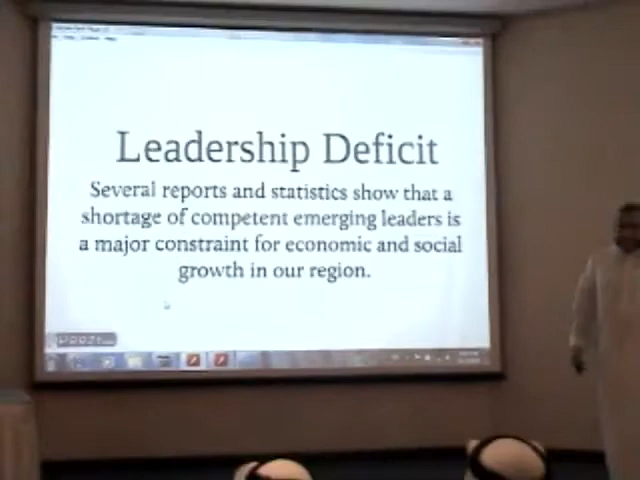 Leadership Deficit
Several reports and statistics show that a
shortage of competent emerging leaders is
a major constraint for economic and social
growth in our region.